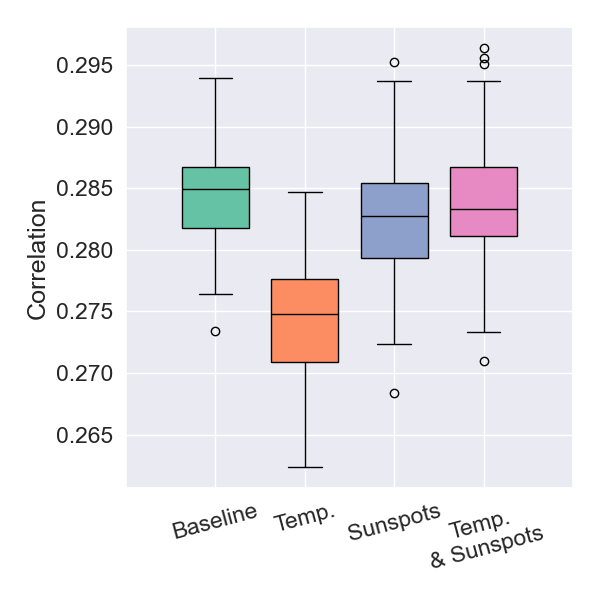 0.295
0.290
0.285
0.280
0.275
0.270
0.265
Correlation
Baseline
Temp.
Sunspots
Temp.
& Sunspots